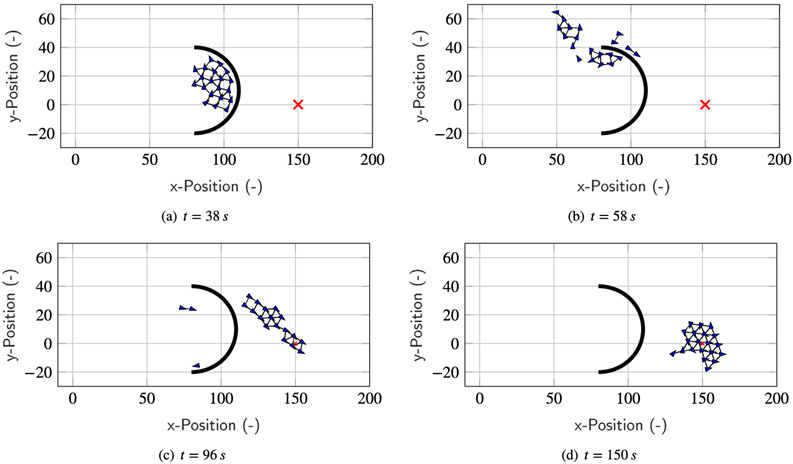 60
40
20
0
−20
y-Position (-)
0 50 100 150 200
x-Position (-)
(a) t = 38 s
60
40
20
0
−20
y-Position (-)
0 50 100 150 200
x-Position (-)
(b) t = 58 s
60
40
20
0
−20
y-Position (-)
0 50 100 150 200
x-Position (-)
(c) t = 96 s
60
40
20
0
−20
y-Position (-)
0 50 100 150 200
x-Position (-)
(d) t = 150 s